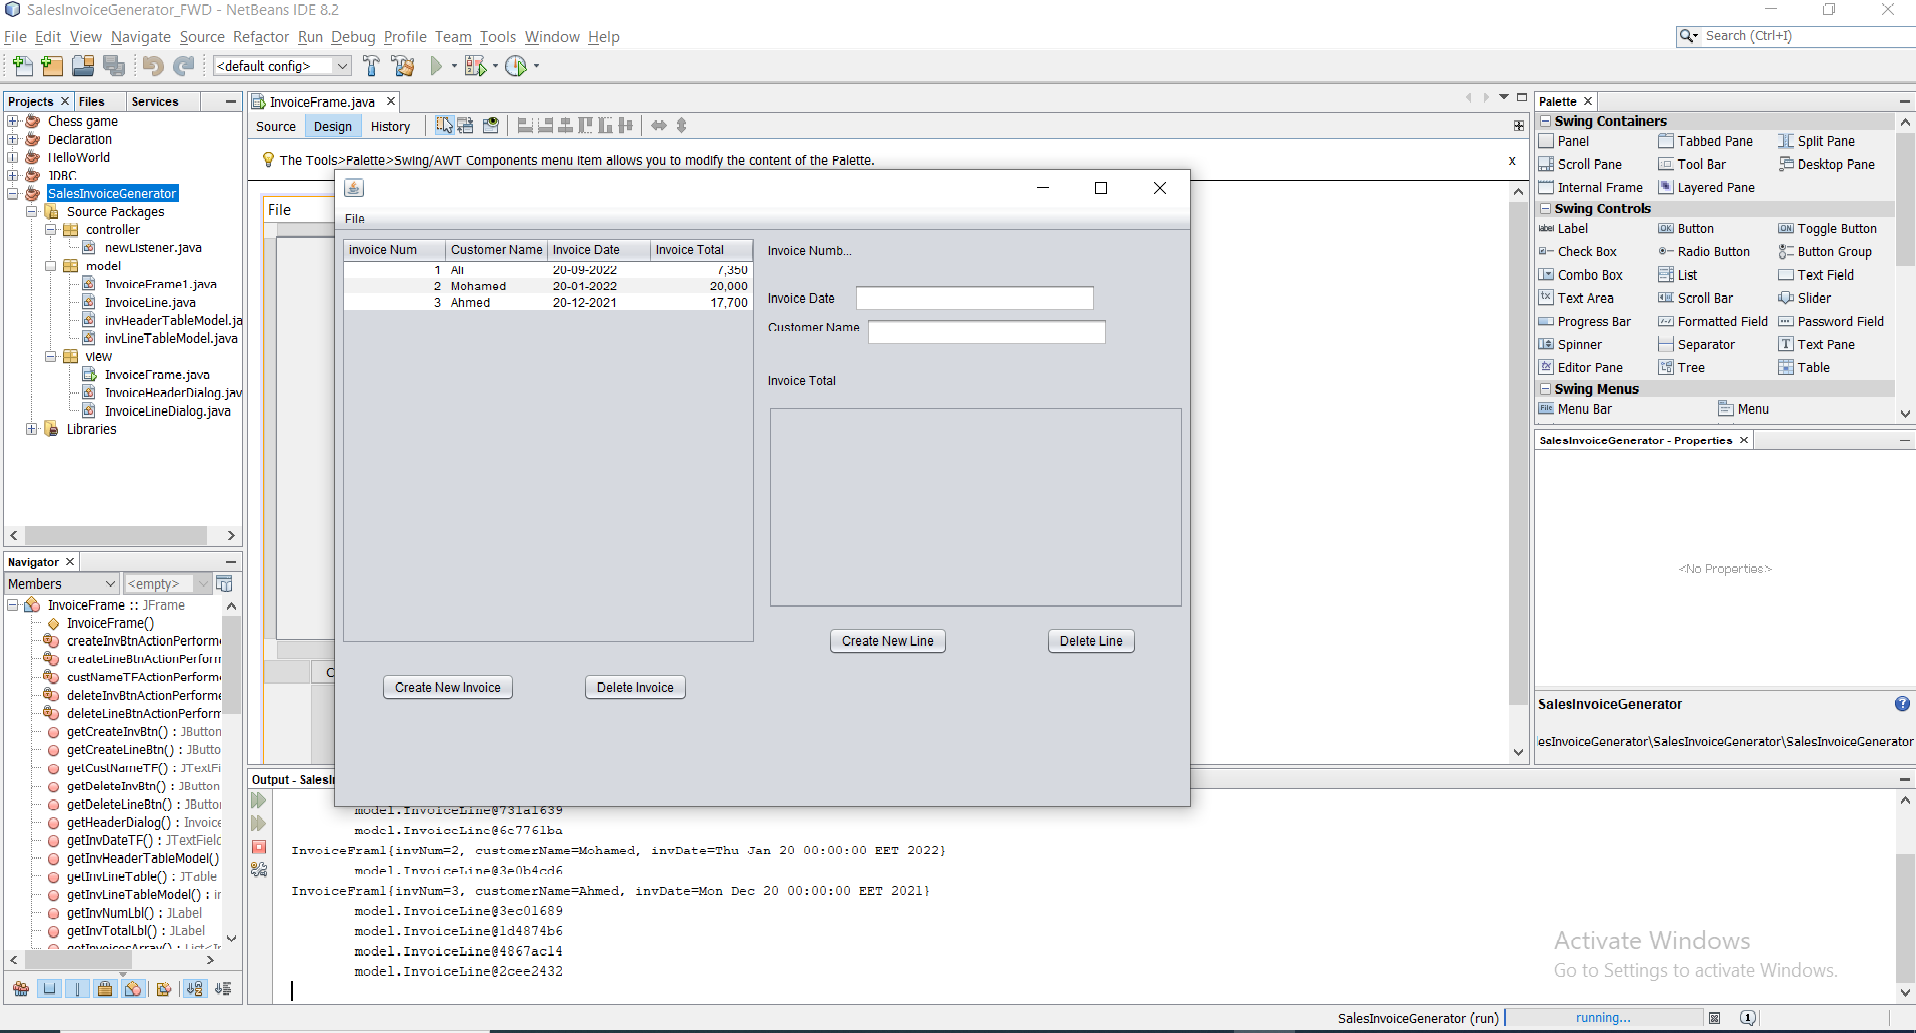 SalesInvoiceGenerator_FWD - NetBeans IDE 8.2
File Edit View Navigate Source Refactor Run Debug Profile Team Tools Window Help
Search (Ctrl+I)
<default config>
Projects Files Services
Chess game
Declaration
HelloWorld
JDBC
SalesInvoiceGenerator
Source Packages
controller
newListener.java
model
InvoiceFrame1.java
InvoiceLine.java
invHeaderTableModel.ja
invLineTableModel.java
view
InvoiceFrame.java
InvoiceHeaderDialog.jav
InvoiceLineDialog.java
Libraries
Navigator
Members <empty>
InvoiceFrame :: JFrame
InvoiceFrame()
createInvBtnActionPerform
createLineBtnActionPerform
custNameTFActionPerform
deleteInvBtnActionPerform
deleteLineBtnActionPerform
getCreateInvBtn() : JButton
getCreateLineBtn() : JButto
getCustNameTF() : JTextFi
getDeleteInvBtn() : JButton
getDeleteLineBtn() : JButto
getHeaderDialog() : Invoice
getInvDateTF() : JTextField
getInvHeaderTableModel()
getInvLineTable() : JTable
getInvLineTableModel() : in
getInvNumLbl() : JLabel
getInvTotalLbl() : JLabel
getInvoicesArray() : List<In
InvoiceFrame.java
Source Design History
The Tools>Palette>Swing/AWT Components menu item allows you to modify the content of the Palette.
x
File
C
File
invoice Num Customer Name Invoice Date Invoice Total
1 Ali 20-09-2022 7,350
2 Mohamed 20-01-2022 20,000
3 Ahmed 20-12-2021 17,700
Create New Invoice Delete Invoice
Invoice Numb...
Invoice Date
Customer Name
Invoice Total
Create New Line Delete Line
Output - SalesIn
model.InvoiceLine@731a1639
model.InvoiceLine@6c7761ba
InvoiceFram1{invNum=2, customerName=Mohamed, invDate=Thu Jan 20 00:00:00 EET 2022}
model.InvoiceLine@3e0b4cd6
InvoiceFram1{invNum=3, customerName=Ahmed, invDate=Mon Dec 20 00:00:00 EET 2021}
model.InvoiceLine@3ec01689
model.InvoiceLine@1d4874b6
model.InvoiceLine@4867ac14
model.InvoiceLine@2cee2432
Palette
Swing Containers
Panel Tabbed Pane Split Pane
Scroll Pane Tool Bar Desktop Pane
Internal Frame Layered Pane
Swing Controls
Label Button Toggle Button
Check Box Radio Button Button Group
Combo Box List Text Field
Text Area Scroll Bar Slider
Progress Bar Formatted Field Password Field
Spinner Separator Text Pane
Editor Pane Tree Table
Swing Menus
Menu Bar Menu
SalesInvoiceGenerator - Properties
<No Properties>
SalesInvoiceGenerator
esInvoiceGenerator\SalesInvoiceGenerator\SalesInvoiceGenerator
Activate Windows
Go to Settings to activate Windows.
SalesInvoiceGenerator (run) running...